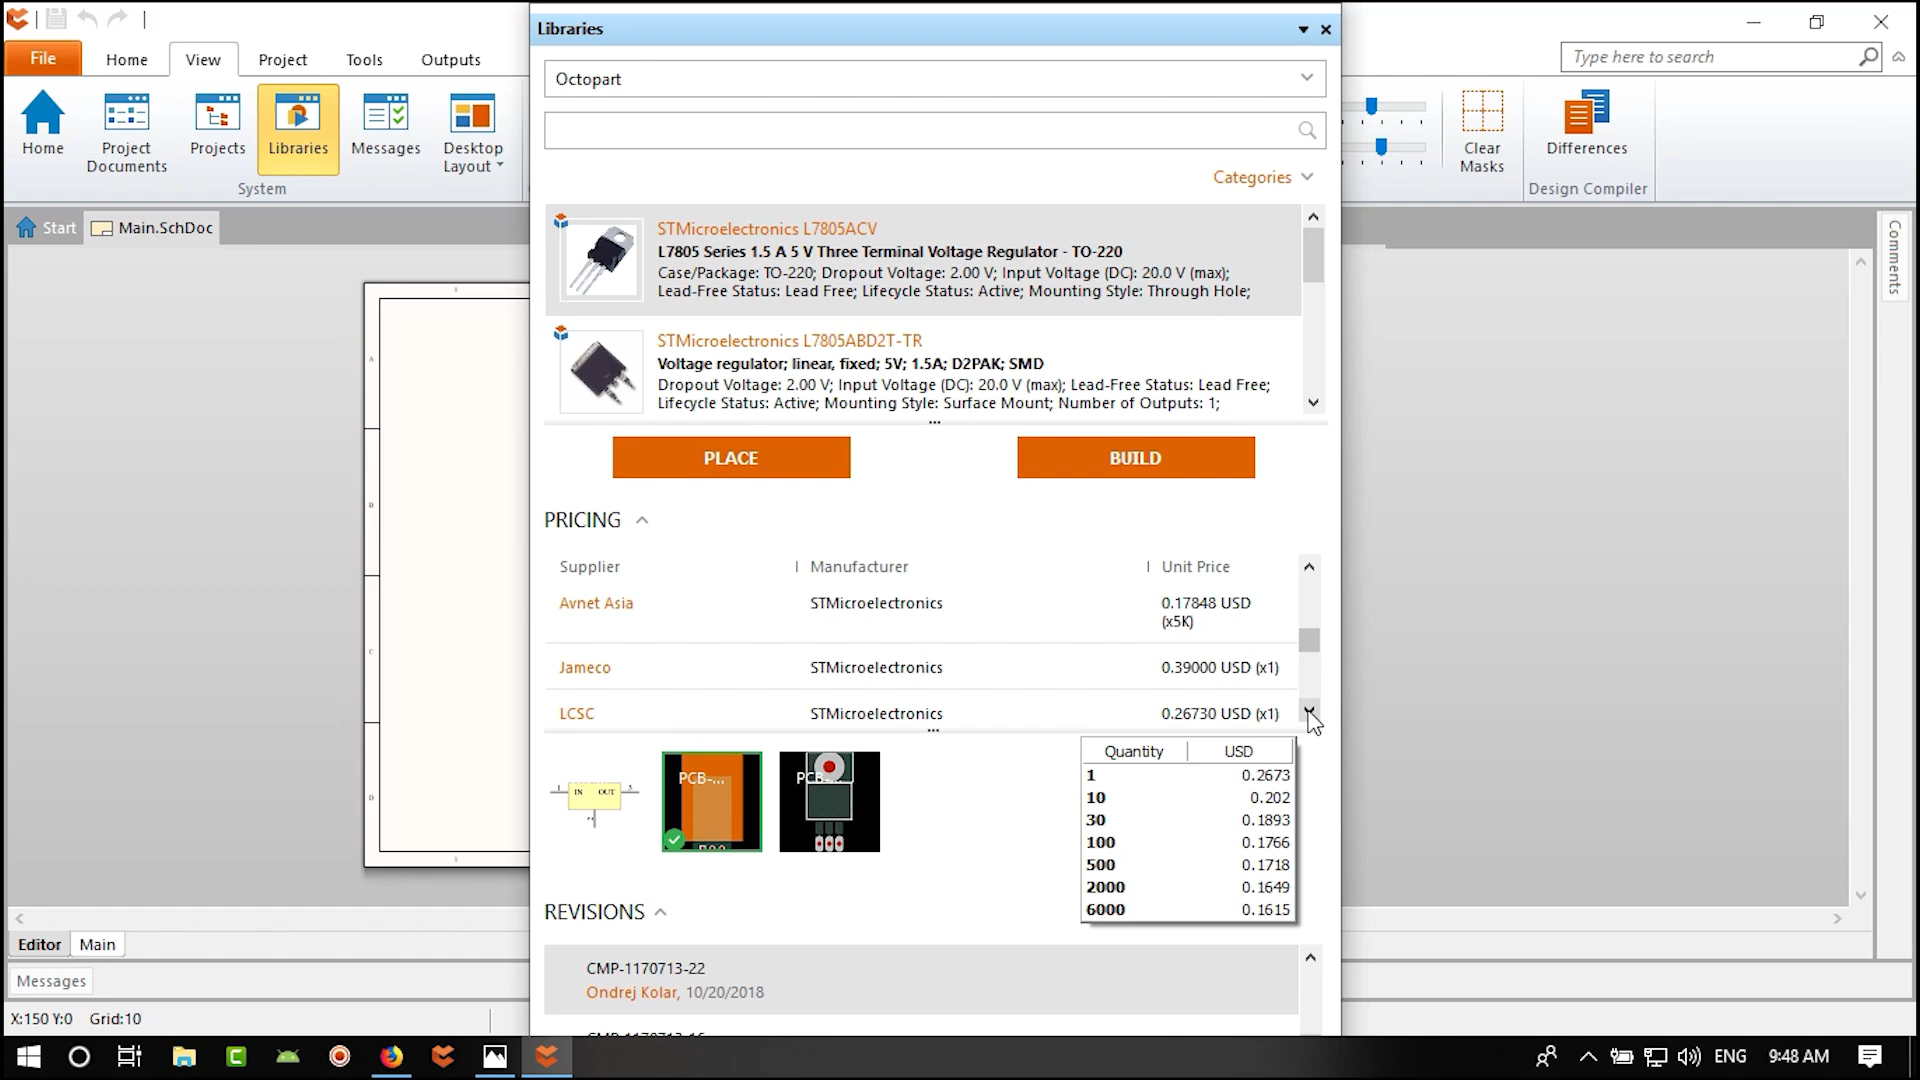 Libraries
File
Home
View
Project
Tools
Outputs
Type here to search
Octopart
Home
Project
Documents
Projects
Libraries
Messages
Desktop
Layout
System
Clear
Masks
Differences
Design Compiler
Categories
Start
Main.SchDoc
Comments
STMicroelectronics L7805ACV
L7805 Series 1.5 A 5 V Three Terminal Voltage Regulator - TO-220
Case/Package: TO-220; Dropout Voltage: 2.00 V; Input Voltage (DC): 20.0 V (max);
Lead-Free Status: Lead Free; Lifecycle Status: Active; Mounting Style: Through Hole;
STMicroelectronics L7805ABD2T-TR
Voltage regulator; linear, fixed; 5V; 1.5A; D2PAK; SMD
Dropout Voltage: 2.00 V; Input Voltage (DC): 20.0 V (max); Lead-Free Status: Lead Free;
Lifecycle Status: Active; Mounting Style: Surface Mount; Number of Outputs: 1;
PLACE
BUILD
PRICING
Supplier
Manufacturer
Unit Price
Avnet Asia
STMicroelectronics
0.17848 USD
(x5K)
Jameco
STMicroelectronics
0.39000 USD (x1)
LCSC
STMicroelectronics
0.26730 USD (x1)
Quantity USD
1 0.2673
10 0.202
30 0.1893
100 0.1766
500 0.1718
2000 0.1649
6000 0.1615
IN OUT
PCB-...
PCB-...
REVISIONS
CMP-1170713-22
Ondrej Kolar, 10/20/2018
Editor
Main
Messages
X:150 Y:0 Grid:10
ENG
9:48 AM